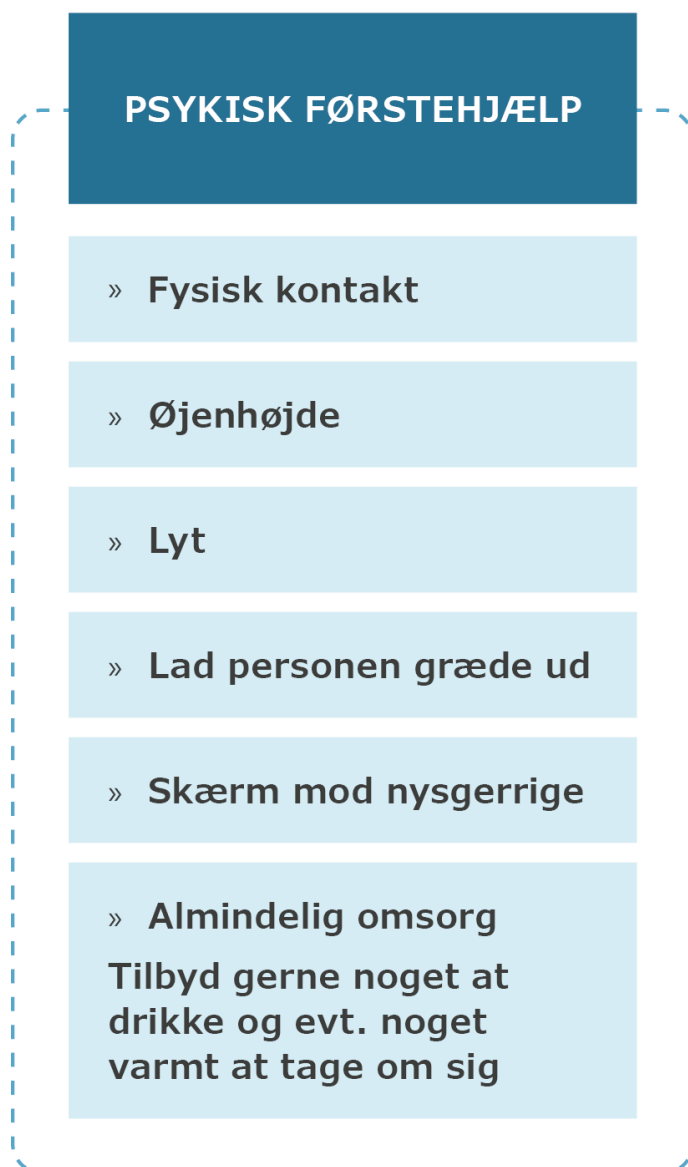 PSYKISK FØRSTEHJÆLP
» Fysisk kontakt
» Øjenhøjde
» Lyt
» Lad personen græde ud
» Skærm mod nysgerrige
» Almindelig omsorg
Tilbyd gerne noget at
drikke og evt. noget
varmt at tage om sig